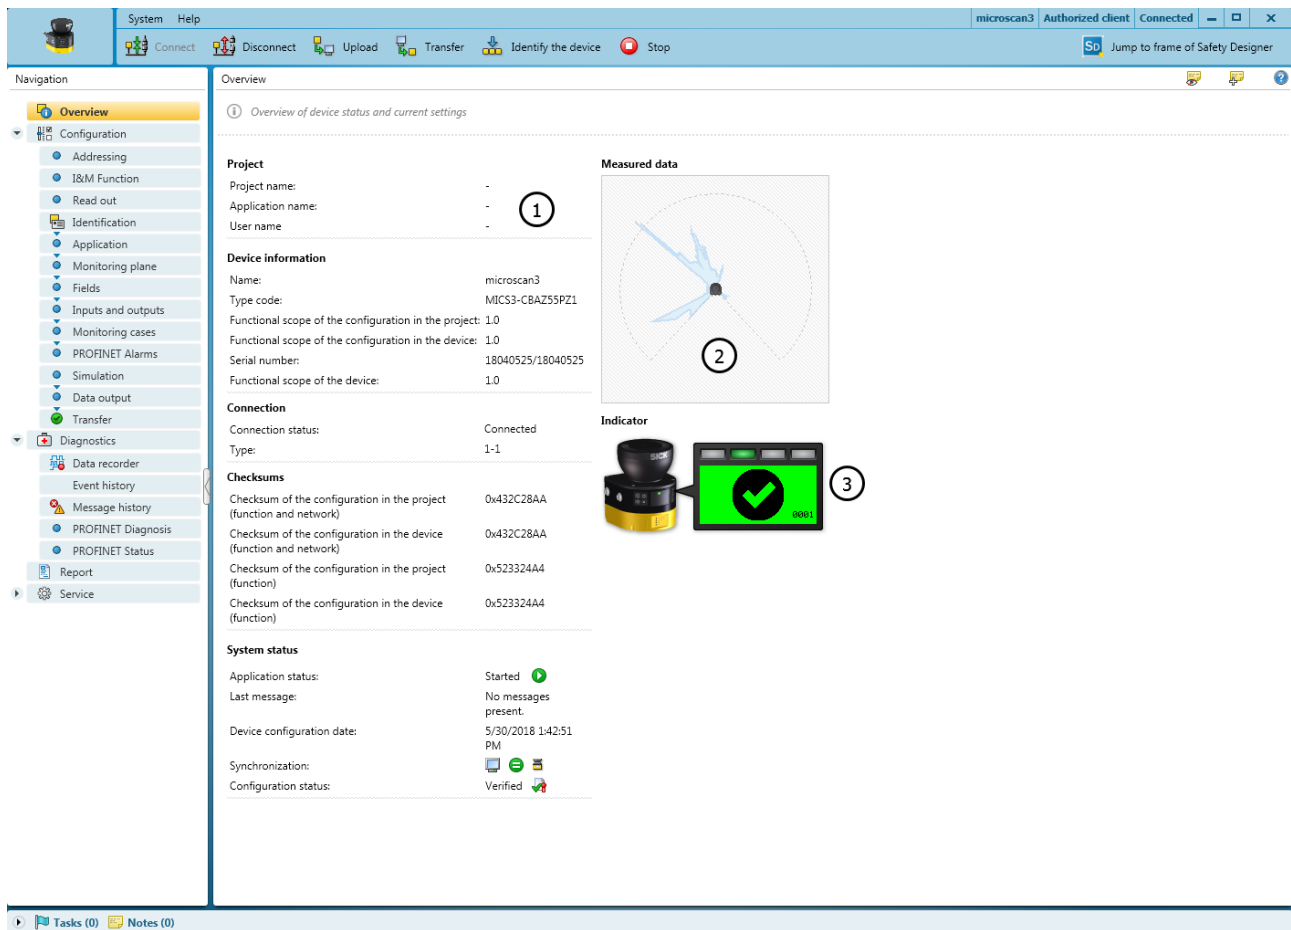 System Help
microscan3 Authorized client Connected
Connect Disconnect Upload Transfer Identify the device Stop
SD Jump to frame of Safety Designer
Navigation
Overview
Configuration
Addressing
I&M Function
Read out
Identification
Application
Monitoring plane
Fields
Inputs and outputs
Monitoring cases
PROFINET Alarms
Simulation
Data output
Transfer
Diagnostics
Data recorder
Event history
Message history
PROFINET Diagnosis
PROFINET Status
Report
Service
Overview
Overview of device status and current settings
Project
Project name: -
Application name: -
User name -
1
Device information
Name: microscan3
Type code: MICS3-CBAZ55PZ1
Functional scope of the configuration in the project: 1.0
Functional scope of the configuration in the device: 1.0
Serial number: 18040525/18040525
Functional scope of the device: 1.0
Connection
Connection status: Connected
Type: 1-1
Checksums
Checksum of the configuration in the project 0x432C28AA
(function and network)
Checksum of the configuration in the device 0x432C28AA
(function and network)
Checksum of the configuration in the project 0x523324A4
(function)
Checksum of the configuration in the device 0x523324A4
(function)
System status
Application status: Started
Last message: No messages
present.
Device configuration date: 5/30/2018 1:42:51
PM
Synchronization:
Configuration status: Verified
Measured data
2
Indicator
SICK
0001
3
Tasks (0) Notes (0)